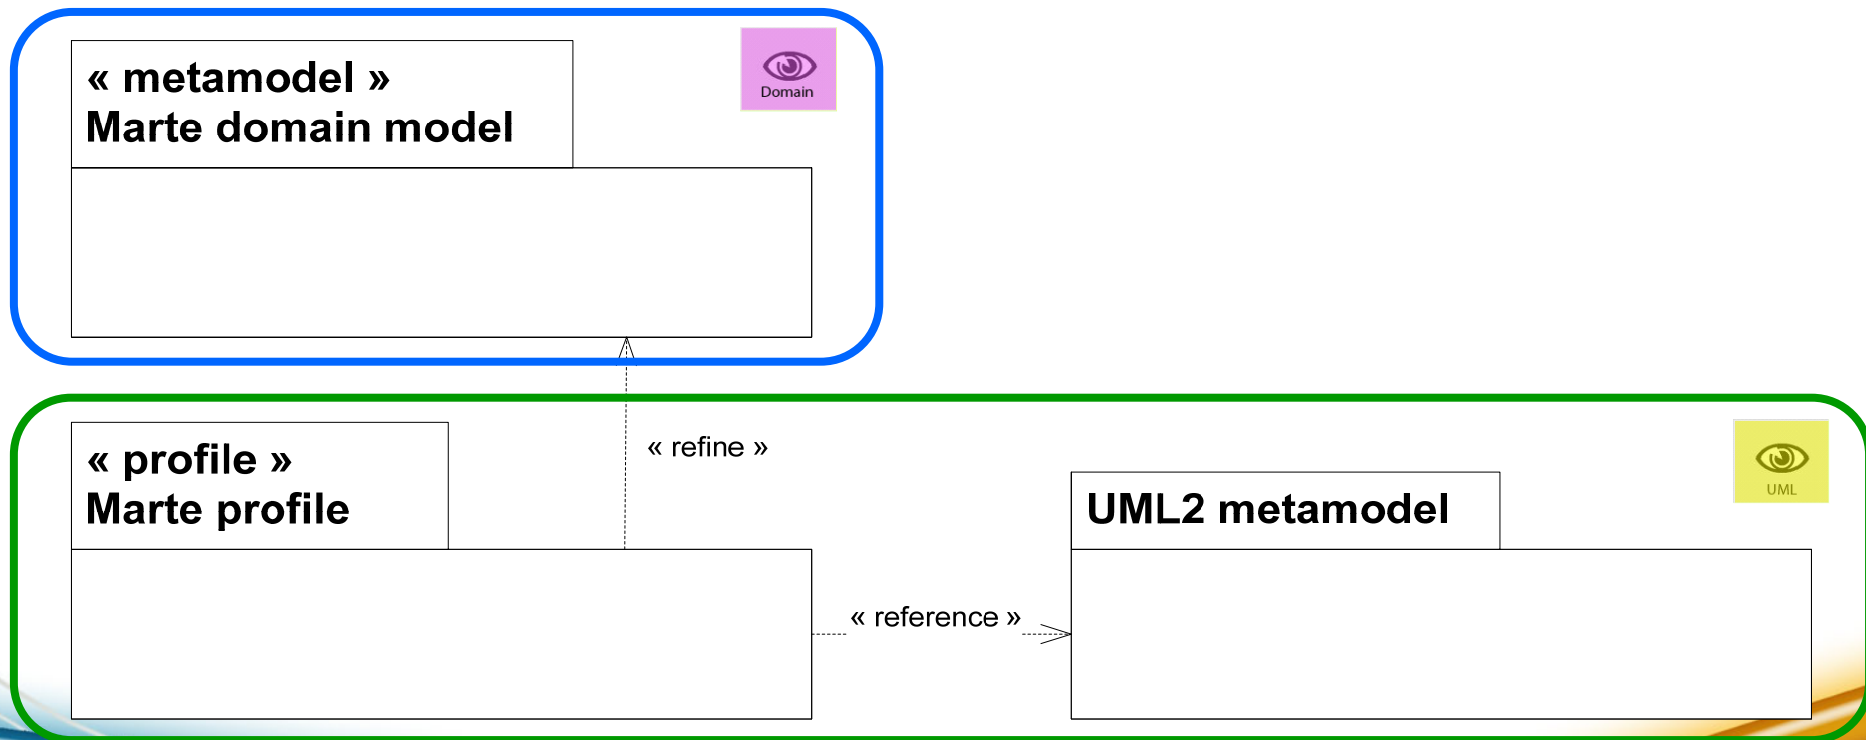 « metamodel »
Marte domain model
Domain
« profile »
Marte profile
« refine »
UML2 metamodel
UML
« reference »